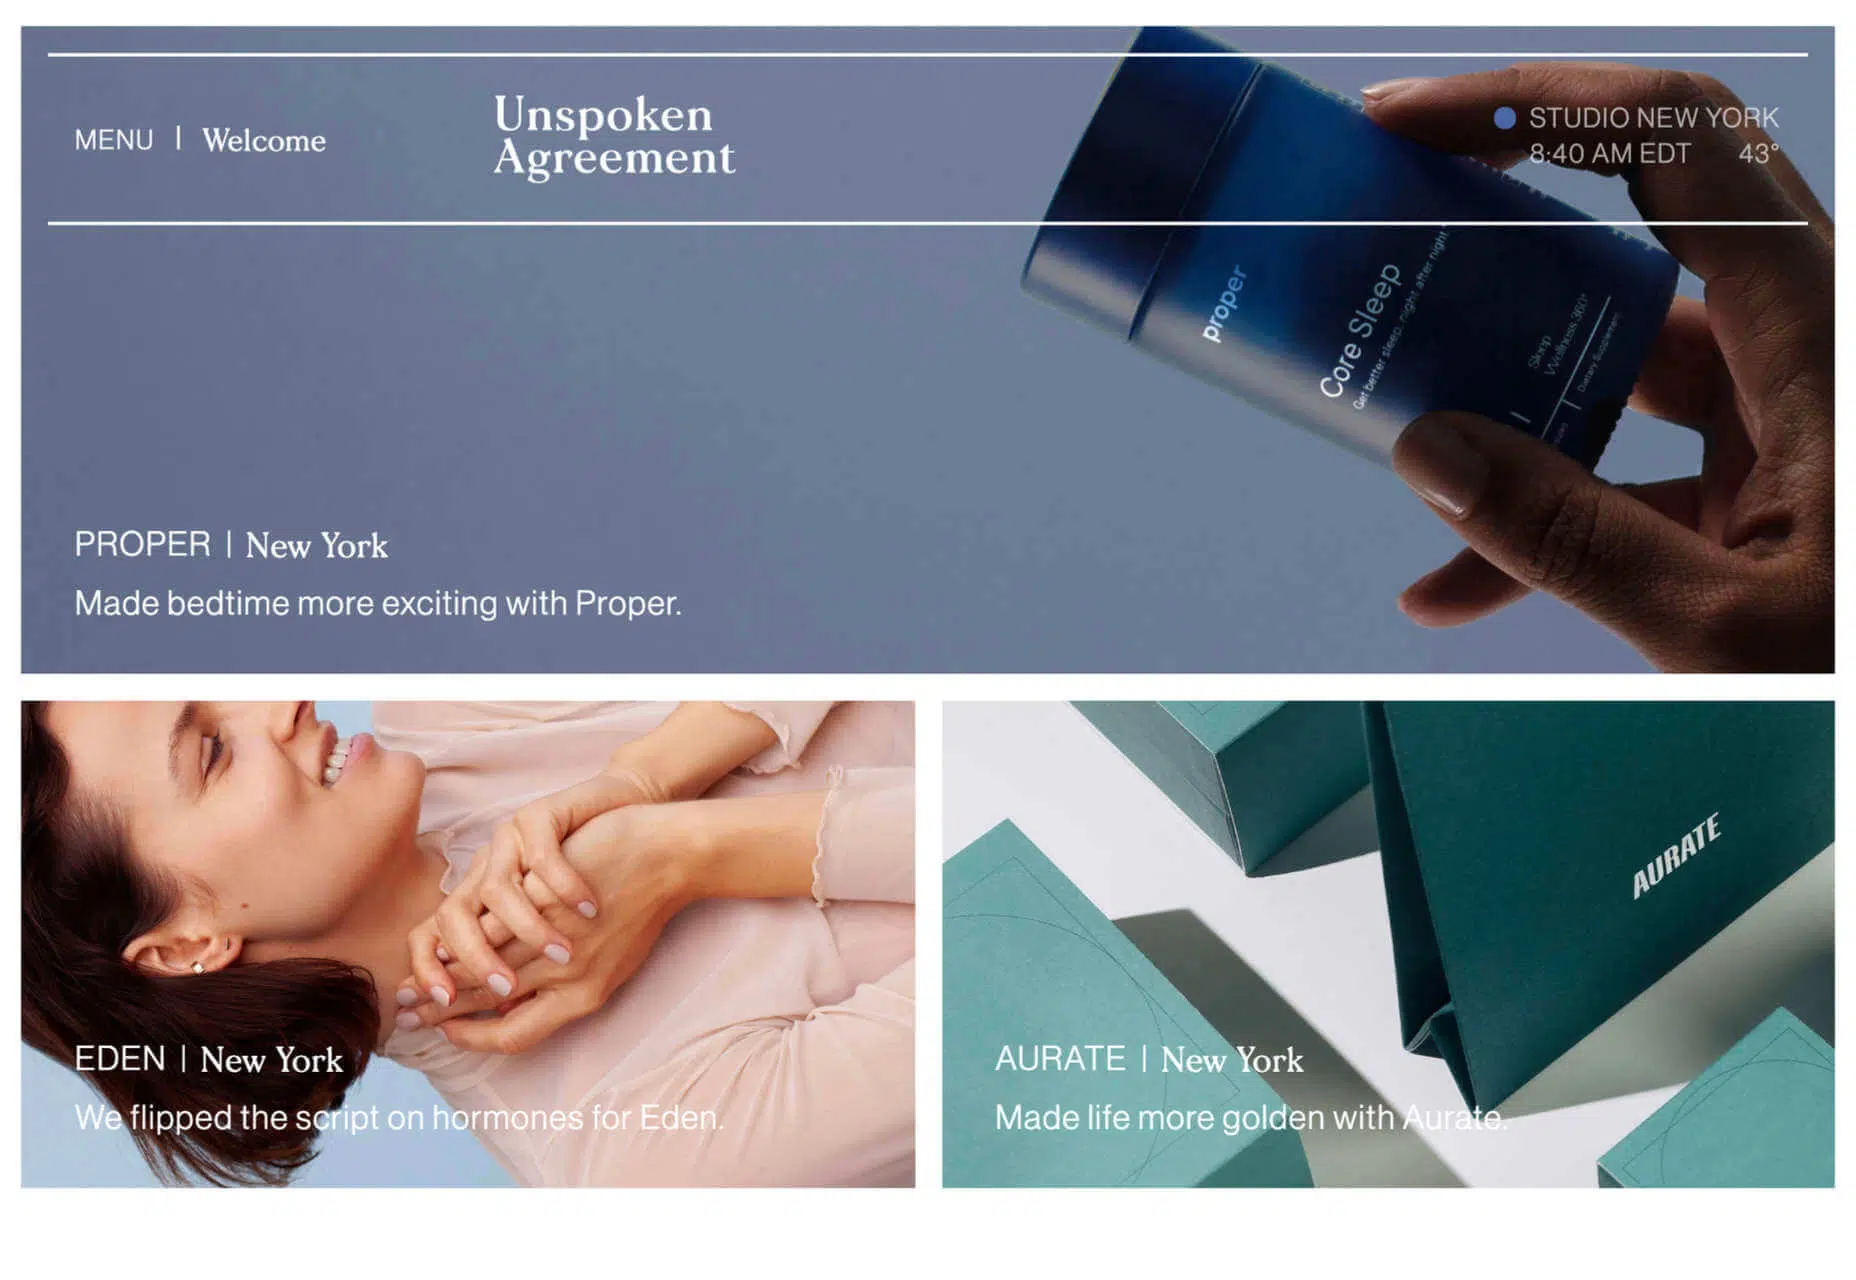 MENU | Welcome
Unspoken
Agreement
STUDIO NEW YORK
8:40 AM EDT 43°
proper
Core Sleep
Get better sleep, night after night
Sleep
Wellness 360°
Dietary Supplement
PROPER | New York
Made bedtime more exciting with Proper.
EDEN | New York
We flipped the script on hormones for Eden.
AURATE
AURATE | New York
Made life more golden with Aurate.